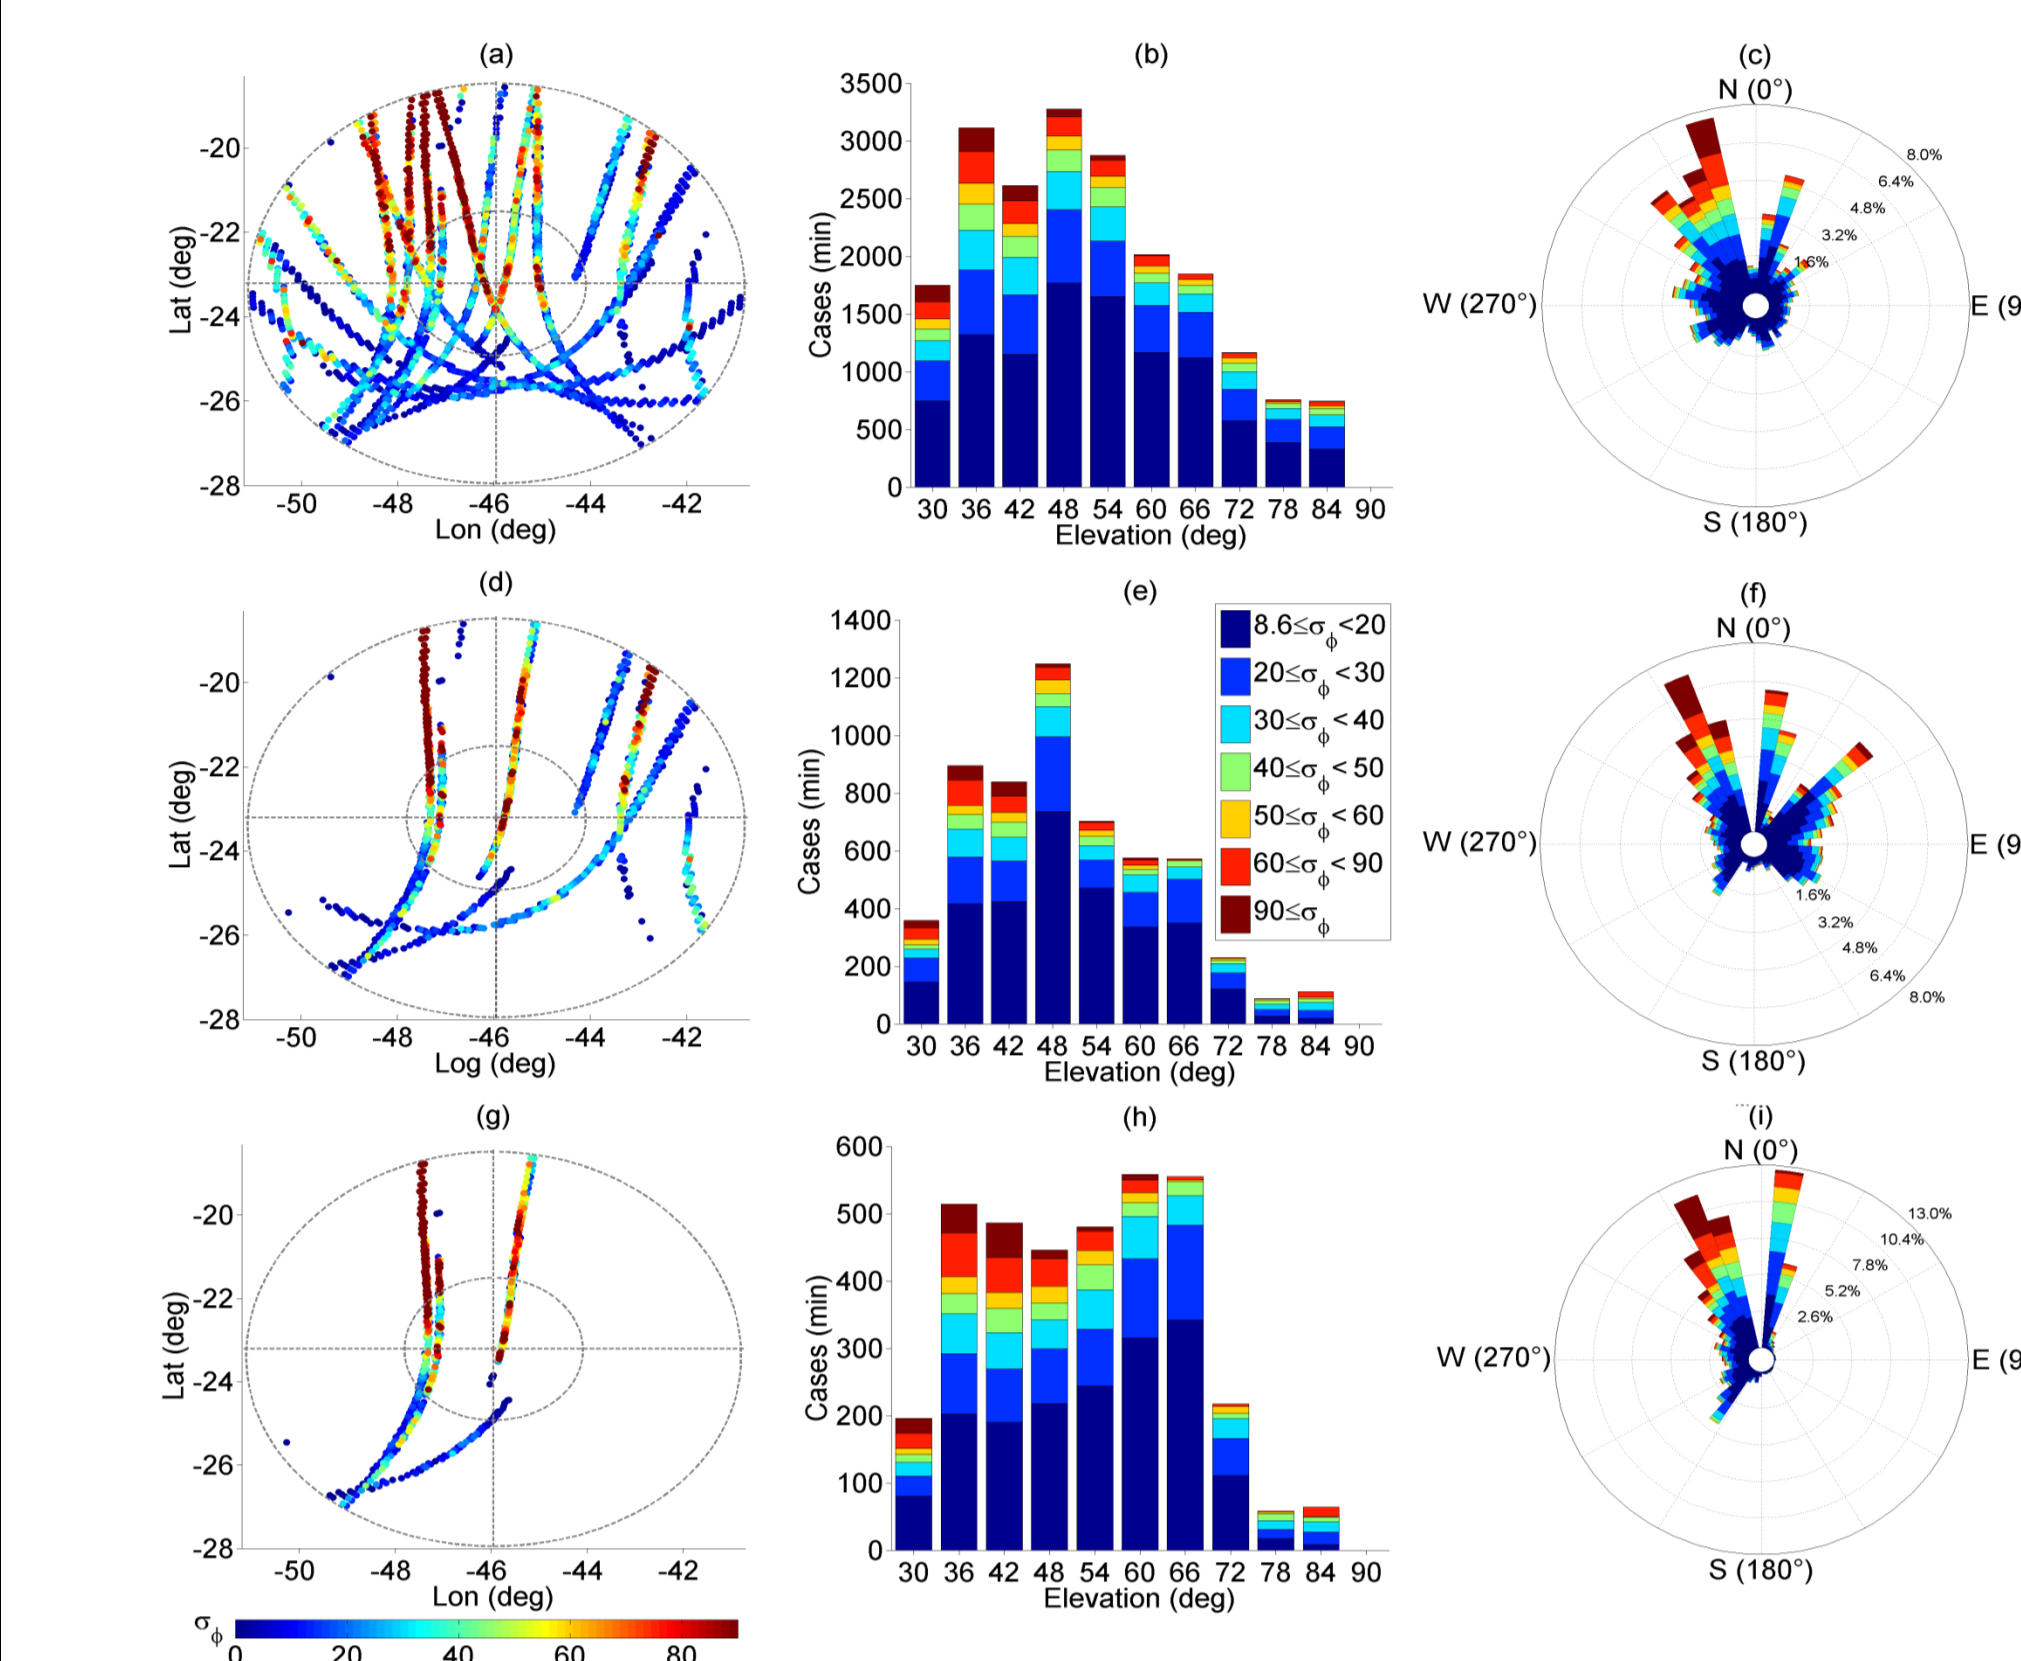 (a)
-20
-22
-24
-26
-28
Lat (deg)
-50 -48 -46 -44 -42
Lon (deg)
(b)
3500
3000
2500
2000
1500
1000
500
0
Cases (min)
30 36 42 48 54 60 66 72 78 84 90
Elevation (deg)
(c)
N (0°)
8.0%
6.4%
4.8%
3.2%
1.6%
W (270°)
E (9
S (180°)
(d)
-20
-22
-24
-26
-28
Lat (deg)
-50 -48 -46 -44 -42
Log (deg)
(e)
1400
1200
1000
800
600
400
200
0
Cases (min)
30 36 42 48 54 60 66 72 78 84 90
Elevation (deg)
8.6≤σϕ<20
20≤σϕ<30
30≤σϕ<40
40≤σϕ<50
50≤σϕ<60
60≤σϕ<90
90≤σϕ
(f)
N (0°)
W (270°)
E (9
1.6%
3.2%
4.8%
6.4%
8.0%
S (180°)
(g)
-20
-22
-24
-26
-28
Lat (deg)
-50 -48 -46 -44 -42
Lon (deg)
σϕ
0 20 40 60 80
(h)
600
500
400
300
200
100
0
Cases (min)
30 36 42 48 54 60 66 72 78 84 90
Elevation (deg)
(i)
N (0°)
13.0%
10.4%
7.8%
5.2%
2.6%
W (270°)
E (9
S (180°)